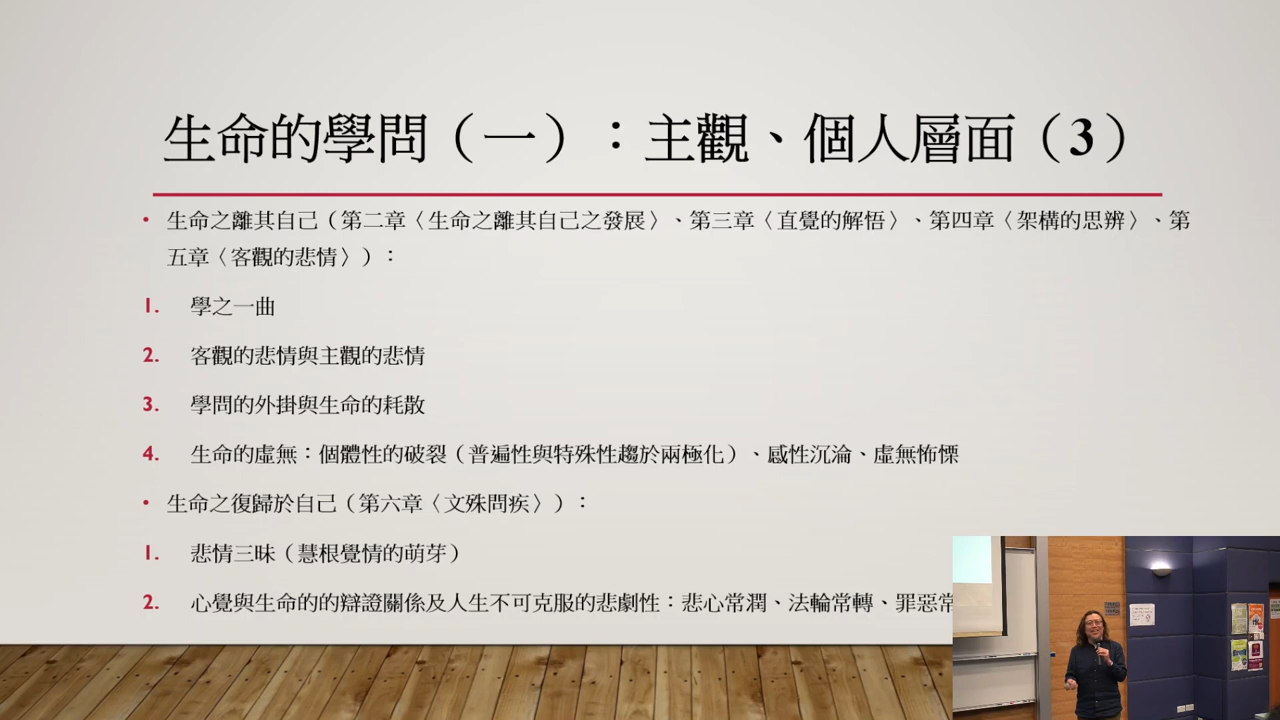 生命的學問（一）：主觀、個人層面（3）
• 生命之離其自己（第二章〈生命之離其自己之發展〉、第三章〈直覺的解悟〉、第四章〈架構的思辨〉、第
五章〈客觀的悲情〉）：
1. 學之一曲
2. 客觀的悲情與主觀的悲情
3. 學問的外掛與生命的耗散
4. 生命的虛無：個體性的破裂（普遍性與特殊性趨於兩極化）、感性沉淪、虛無怖慄
• 生命之復歸於自己（第六章〈文殊問疾〉）：
1. 悲情三昧（慧根覺情的萌芽）
2. 心覺與生命的的辯證關係及人生不可克服的悲劇性：悲心常潤、法輪常轉、罪惡常